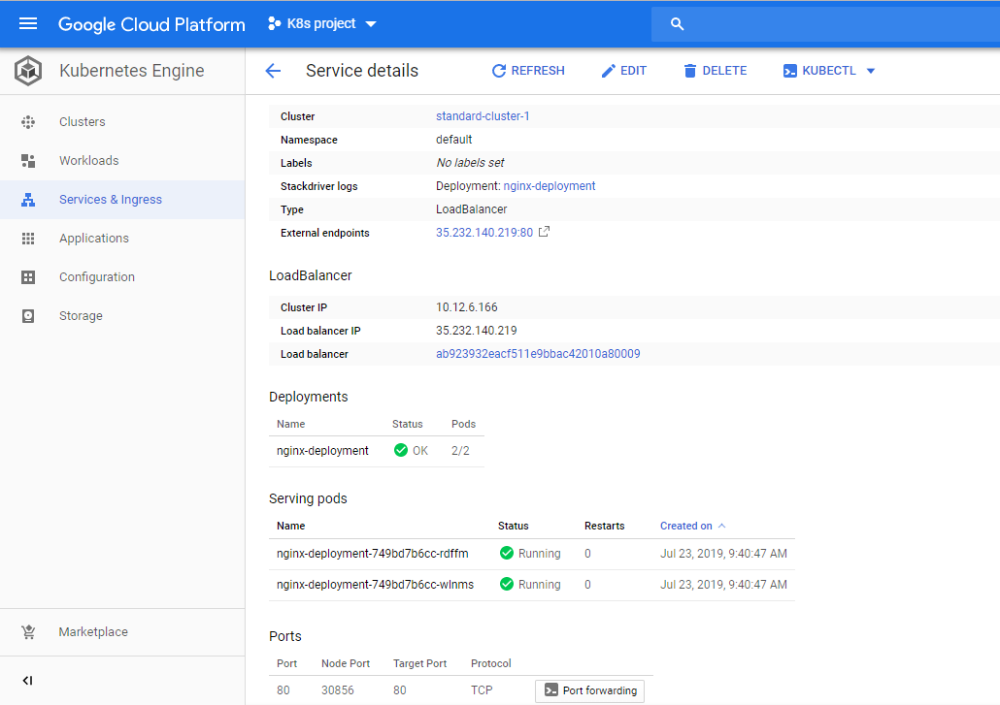 Google Cloud Platform K8s project
Kubernetes Engine
Service details REFRESH EDIT DELETE KUBECTL
Clusters
Workloads
Services & Ingress
Applications
Configuration
Storage
Marketplace
Cluster standard-cluster-1
Namespace default
Labels No labels set
Stackdriver logs Deployment: nginx-deployment
Type LoadBalancer
External endpoints 35.232.140.219:80
LoadBalancer
Cluster IP 10.12.6.166
Load balancer IP 35.232.140.219
Load balancer ab923932eacf511e9bbac42010a80009
Deployments
Name Status Pods
nginx-deployment OK 2/2
Serving pods
Name Status Restarts Created on
nginx-deployment-749bd7b6cc-rdffm Running 0 Jul 23, 2019, 9:40:47 AM
nginx-deployment-749bd7b6cc-wlnms Running 0 Jul 23, 2019, 9:40:47 AM
Ports
Port Node Port Target Port Protocol
80 30856 80 TCP Port forwarding